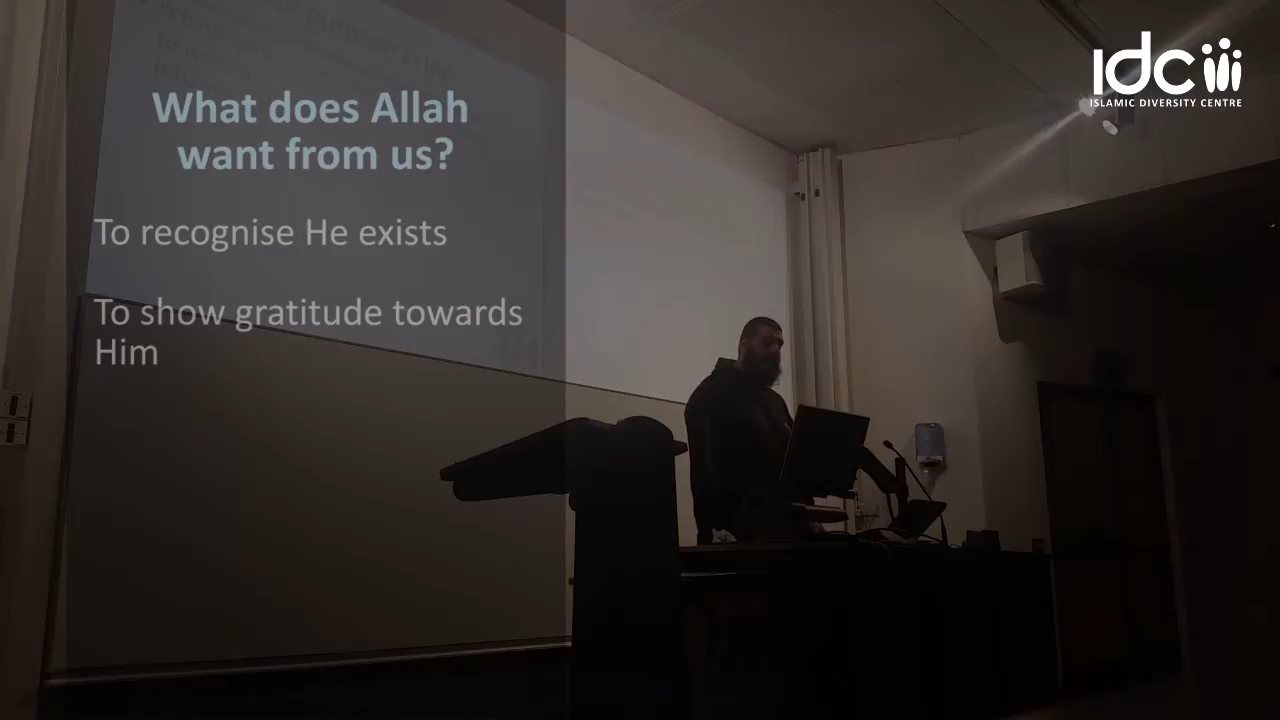 What does Allah
want from us?
To recognise He exists
To show gratitude towards
Him
idc
ISLAMIC DIVERSITY CENTRE